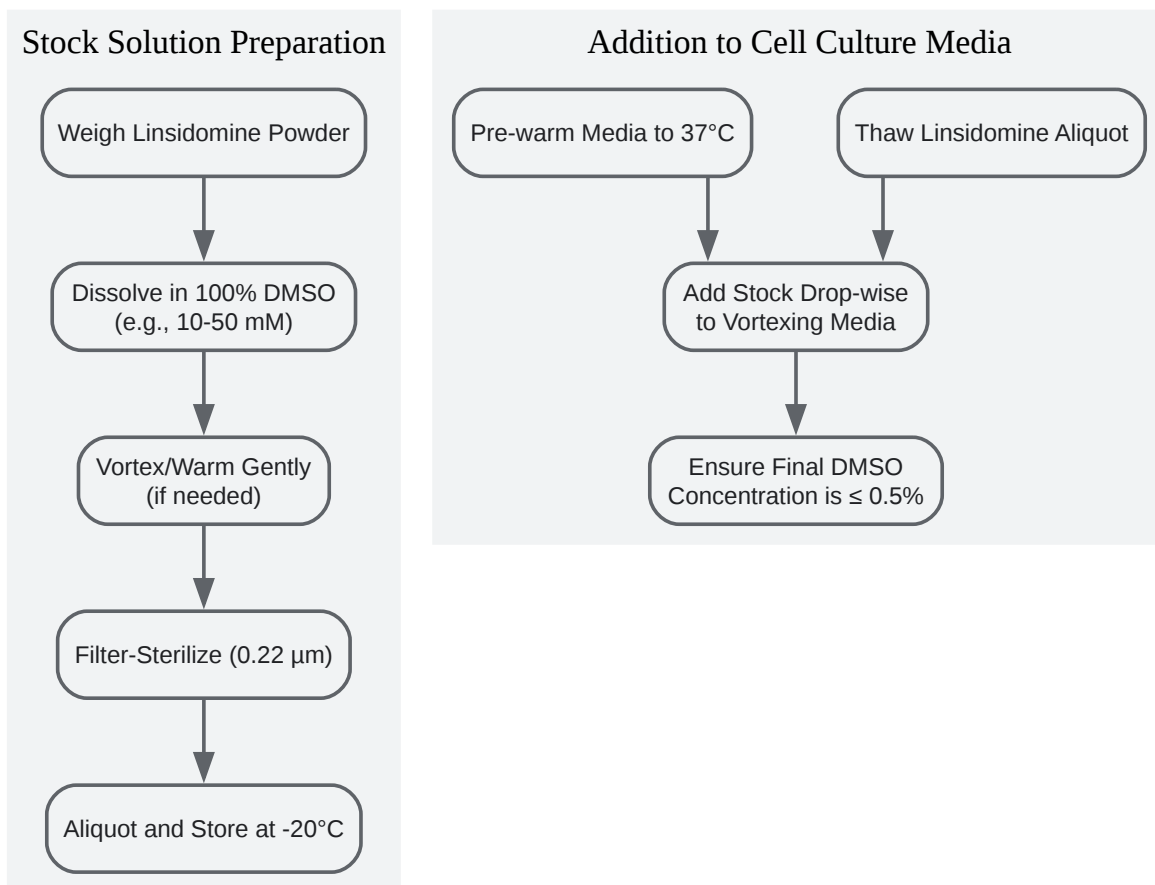 Stock Solution Preparation
Weigh Linsidomine Powder
Dissolve in 100% DMSO
(e.g., 10-50 mM)
Vortex/Warm Gently
(if needed)
Filter-Sterilize (0.22 µm)
Aliquot and Store at -20°C
Addition to Cell Culture Media
Pre-warm Media to 37°C
Thaw Linsidomine Aliquot
Add Stock Drop-wise
to Vortexing Media
Ensure Final DMSO
Concentration is ≤ 0.5%